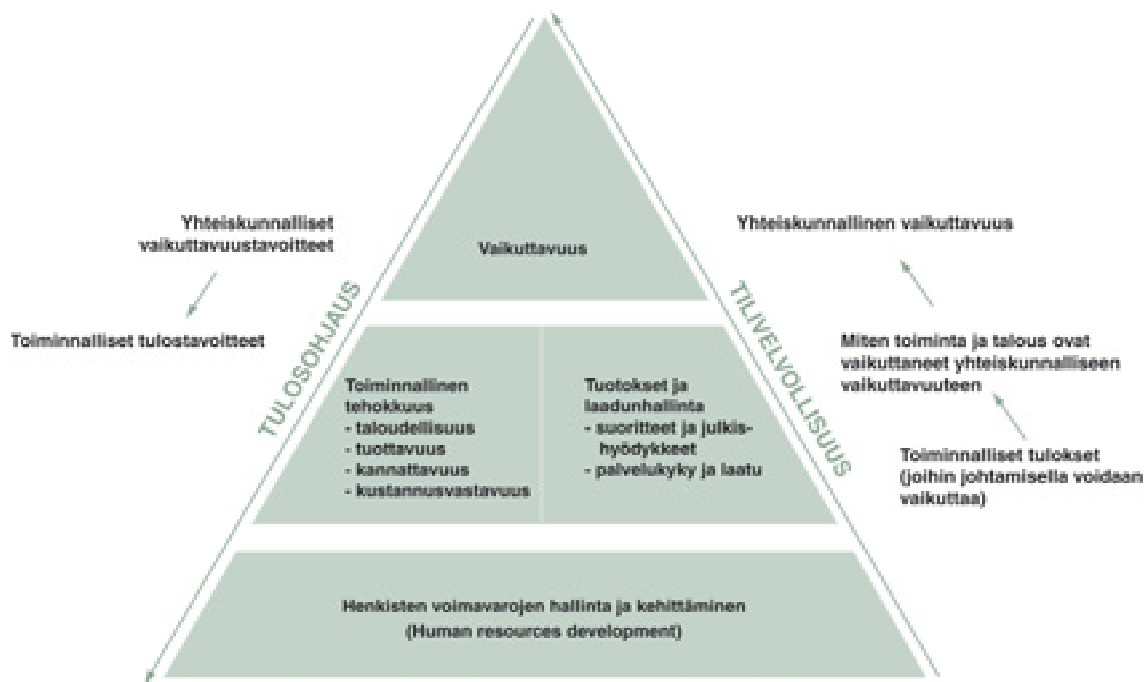 Yhteiskunnalliset
vaikuttavuustavoitteet
Toiminnalliset tulostavoitteet
TULOSOHJAUS
Vaikuttavuus
Toiminnallinen
tehokkuus
- taloudellisuus
- tuottavuus
- kannattavuus
- kustannusvastavuus
Tuotokset ja
laadunhallinta
- suoritteet ja julkis-
hyödykkeet
- palvelukyky ja laatu
Henkisten voimavarojen hallinta ja kehittäminen
(Human resources development)
TILIVELVOLLISUUS
Yhteiskunnallinen vaikuttavuus
Miten toiminta ja talous ovat
vaikuttaneet yhteiskunnalliseen
vaikuttavuuteen
Toiminnalliset tulokset
(joihin johtamisella voidaan
vaikuttaa)